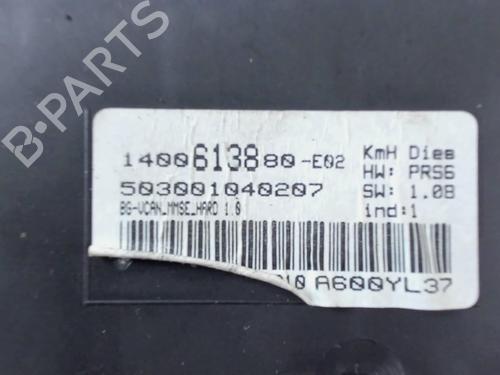 B-PARTS
1400613880-E02
KmH Dies
HW: PRS6
503001040207
SW: 1.08
BG-VCAN_MMSE_HARD 1.0
ind:1
A600YL37